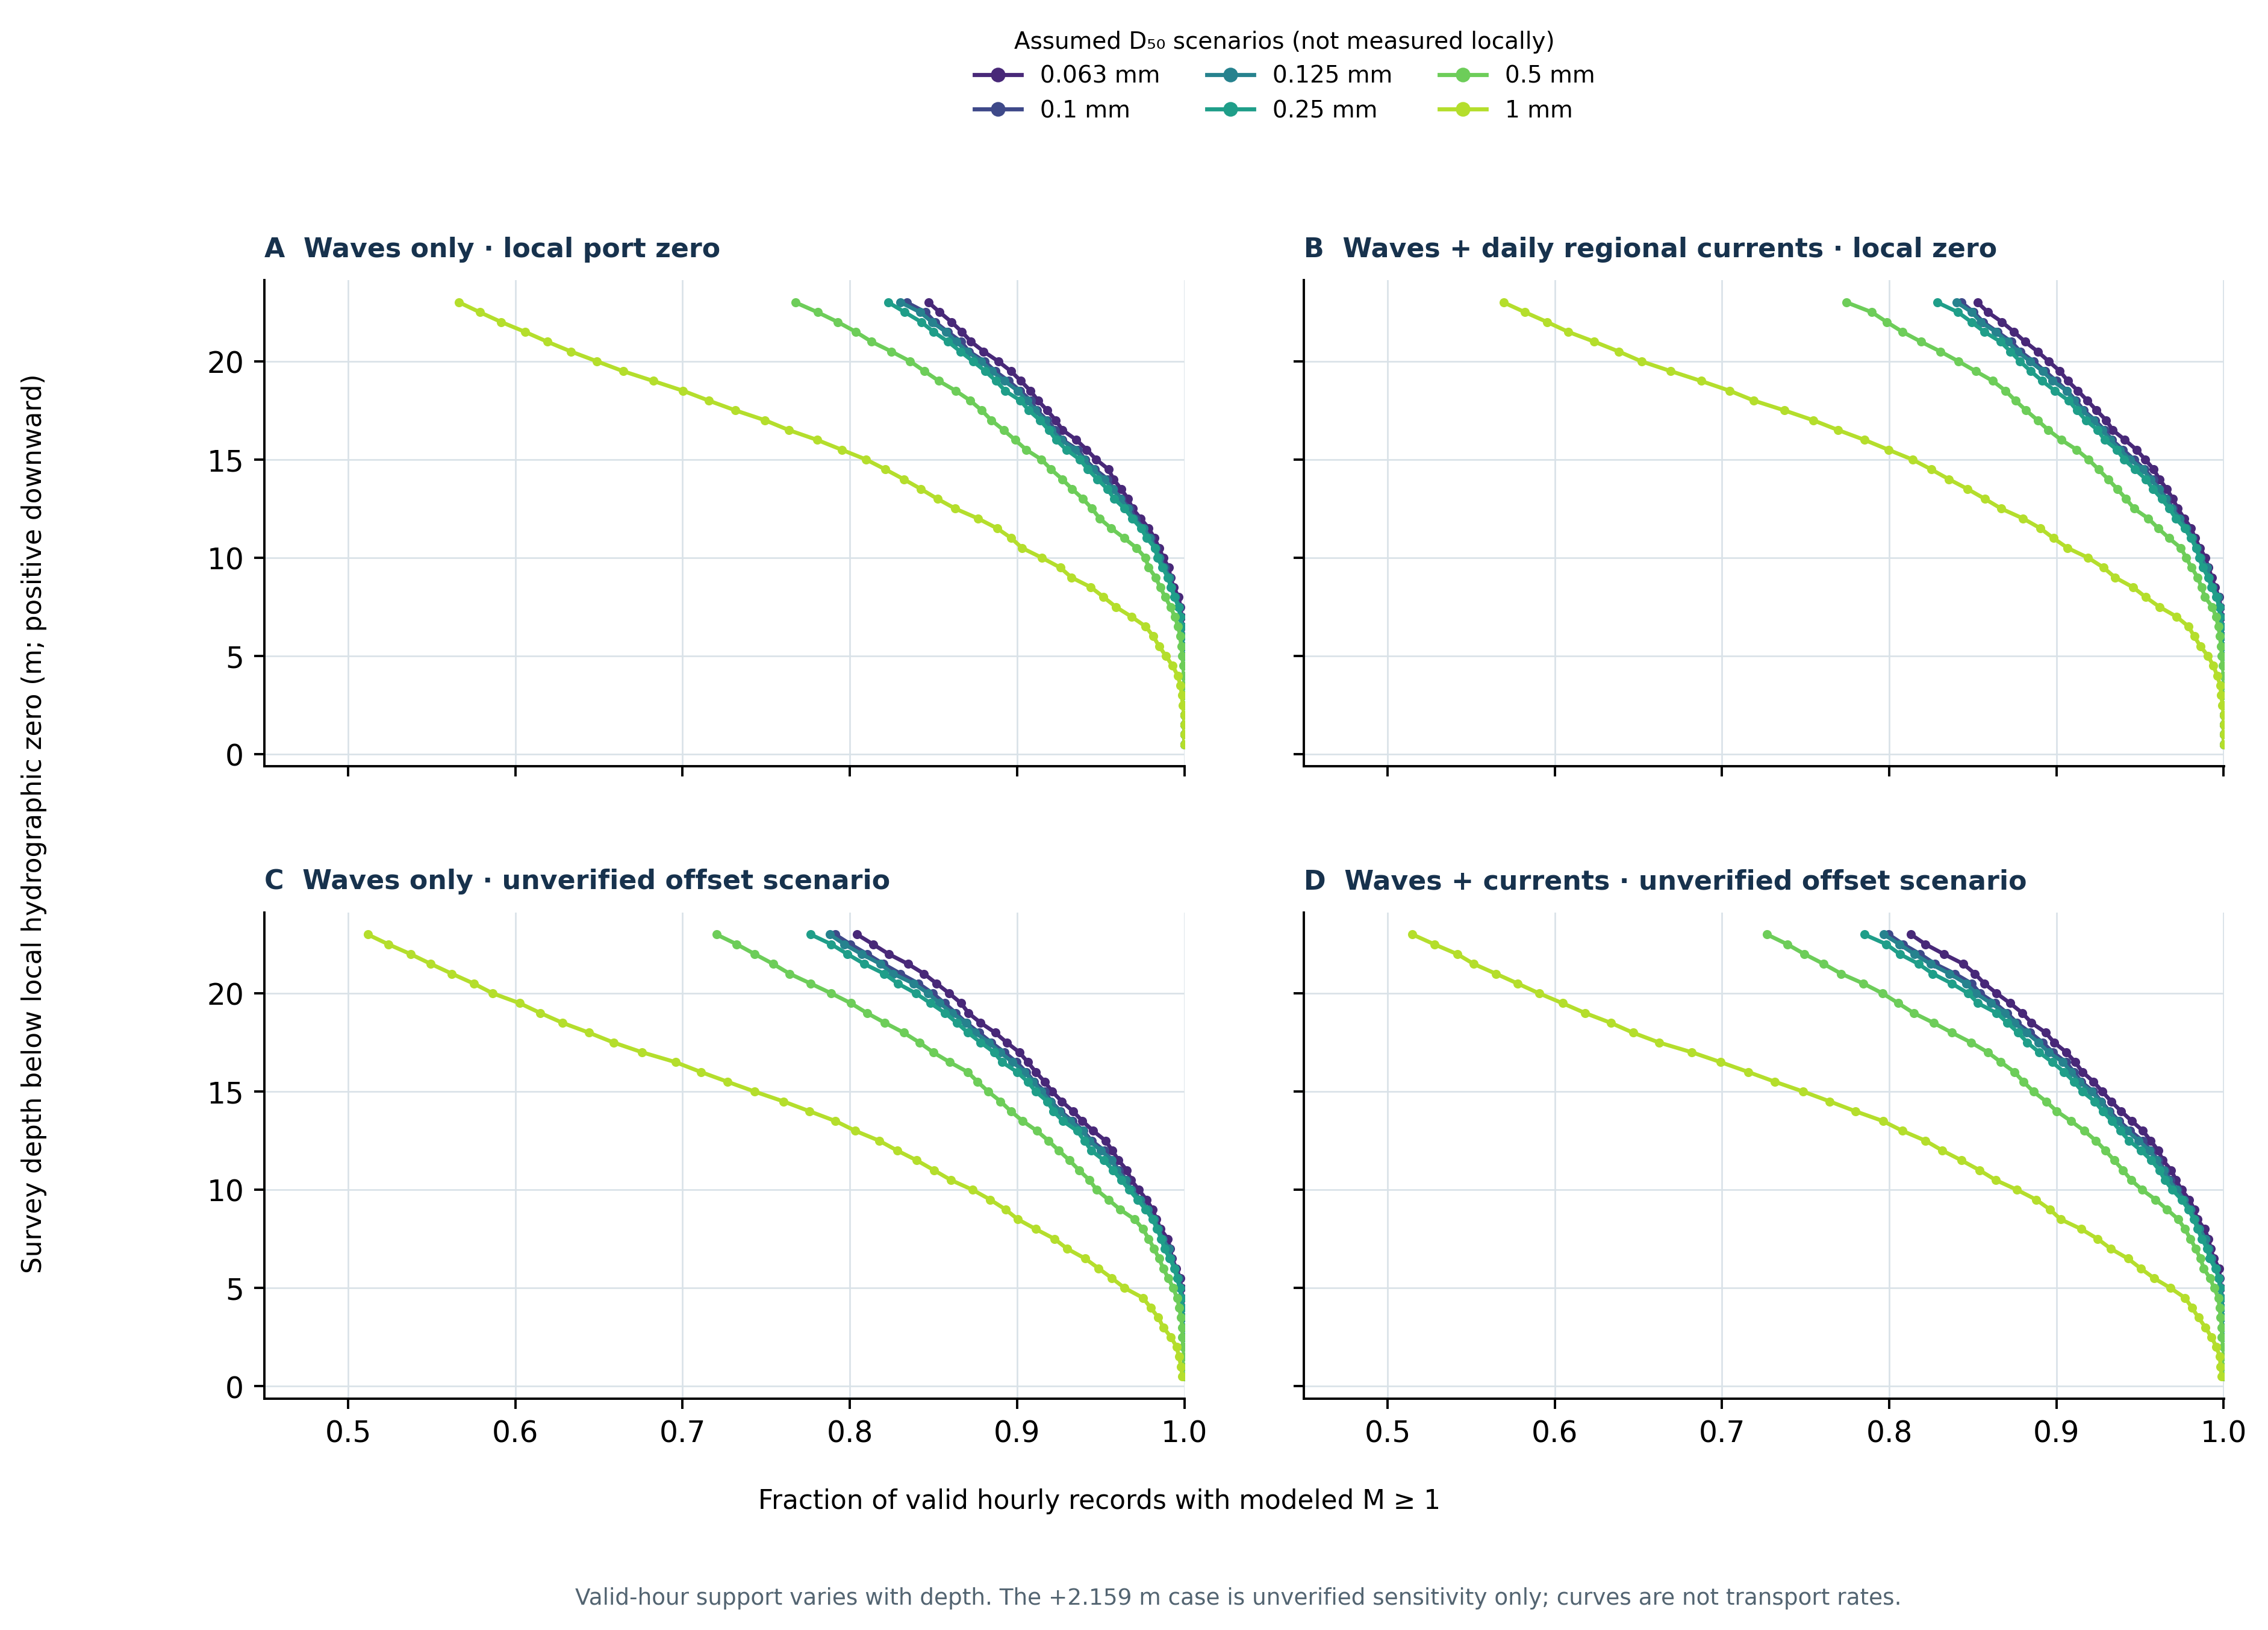 Assumed D₅₀ scenarios (not measured locally)
0.063 mm
0.125 mm
0.5 mm
0.1 mm
0.25 mm
1 mm
A Waves only · local port zero
B Waves + daily regional currents · local zero
20
15
10
5
0
C Waves only · unverified offset scenario
D Waves + currents · unverified offset scenario
20
15
10
5
0
0.5 0.6 0.7 0.8 0.9 1.0
0.5 0.6 0.7 0.8 0.9 1.0
Survey depth below local hydrographic zero (m; positive downward)
Fraction of valid hourly records with modeled M ≥ 1
Valid-hour support varies with depth. The +2.159 m case is unverified sensitivity only; curves are not transport rates.